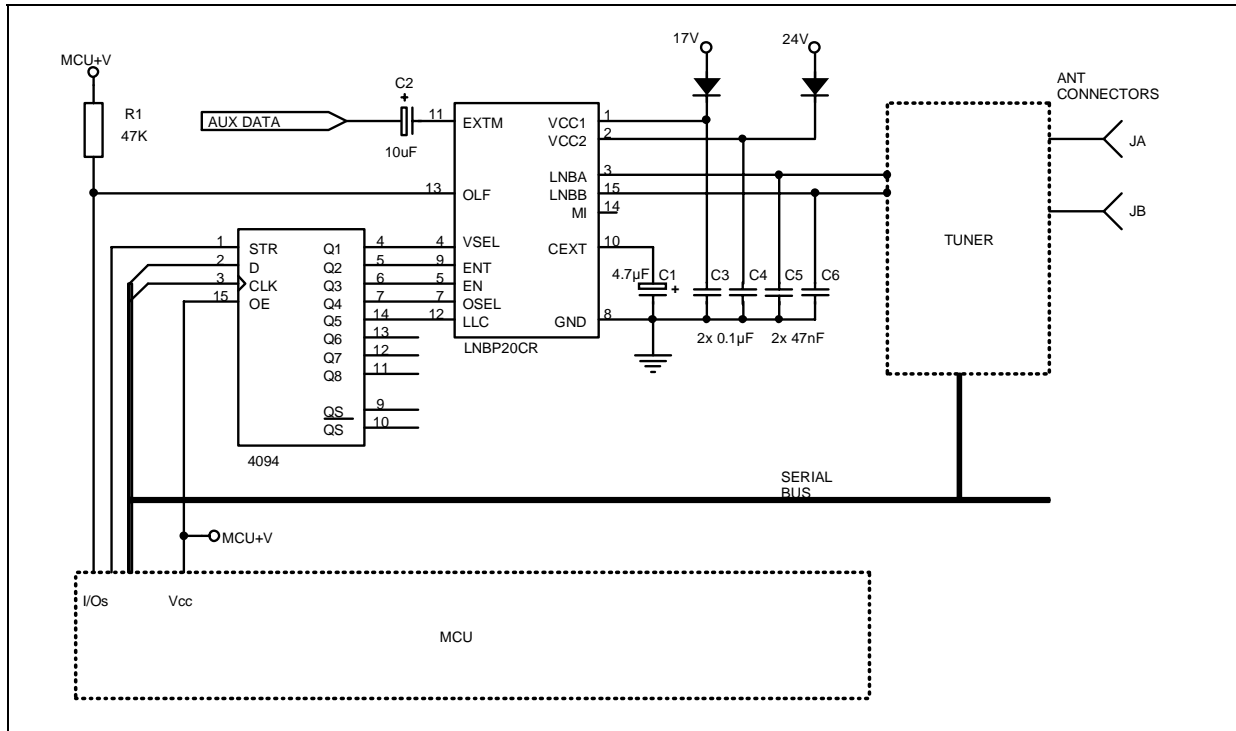 17V
24V
MCU+V
C2
+
ANT
CONNECTORS
R1
47K
AUX DATA
10uF
11
EXTM
VCC1
1
VCC2
2
JA
LNBA
3
13
OLF
LNBB
15
MI
14
JB
TUNER
1
STR
Q1
4
4
VSEL
CEXT
10
2
D
Q2
5
9
ENT
3
CLK
Q3
6
5
EN
4.7µF
C1
+
C3
C4
C5
C6
15
OE
Q4
7
7
OSEL
Q5
14
12
LLC
GND
8
Q6
13
LNBP20CR
2x 0.1µF
2x 47nF
Q7
12
Q8
11
QS
9
QS
10
4094
SERIAL
BUS
MCU+V
I/Os
Vcc
MCU